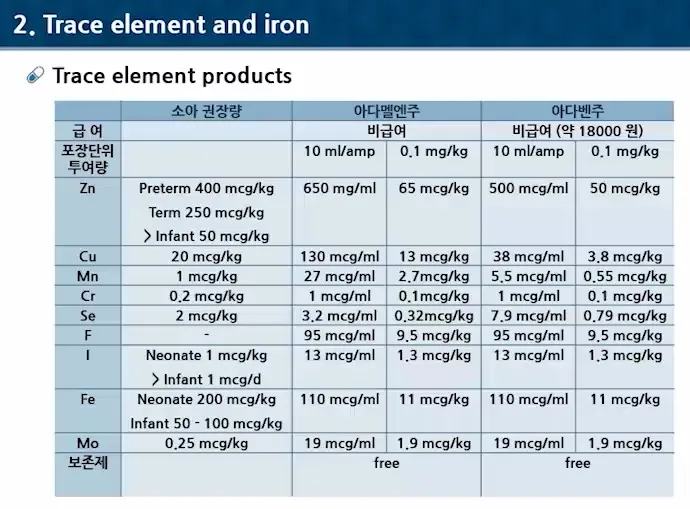 2. Trace element and iron
Trace element products
소아 권장량 아다멜엔주 아다벤주
급 여 비급여 비급여 (약 18000 원)
포장단위 10 ml/amp 0.1 mg/kg 10 ml/amp 0.1 mg/kg
투여량
Zn Preterm 400 mcg/kg 650 mg/ml 65 mcg/kg 500 mcg/ml 50 mcg/kg
Term 250 mcg/kg
> Infant 50 mcg/kg
Cu 20 mcg/kg 130 mcg/ml 13 mcg/kg 38 mcg/ml 3.8 mcg/kg
Mn 1 mcg/kg 27 mcg/ml 2.7mcg/kg 5.5 mcg/ml 0.55 mcg/kg
Cr 0.2 mcg/kg 1 mcg/ml 0.1mcg/kg 1 mcg/ml 0.1 mcg/kg
Se 2 mcg/kg 3.2 mcg/ml 0.32mcg/kg 7.9 mcg/ml 0.79 mcg/kg
F - 95 mcg/ml 9.5 mcg/kg 95 mcg/ml 9.5 mcg/kg
I Neonate 1 mcg/kg 13 mcg/ml 1.3 mcg/kg 13 mcg/ml 1.3 mcg/kg
> Infant 1 mcg/d
Fe Neonate 200 mcg/kg 110 mcg/ml 11 mcg/kg 110 mcg/ml 11 mcg/kg
Infant 50 - 100 mcg/kg
Mo 0.25 mcg/kg 19 mcg/ml 1.9 mcg/kg 19 mcg/ml 1.9 mcg/kg
보존제 free free